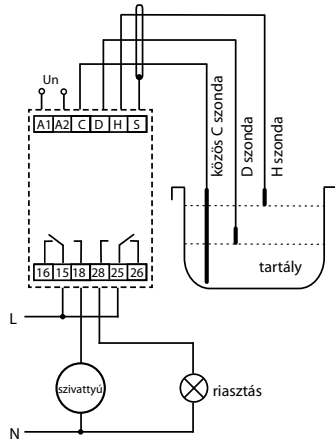 Un
A1 A2 C D H S
közös C szonda
D szonda
H szonda
tartály
16 15 18 28 25 26
L
szivattyú
riasztás
N